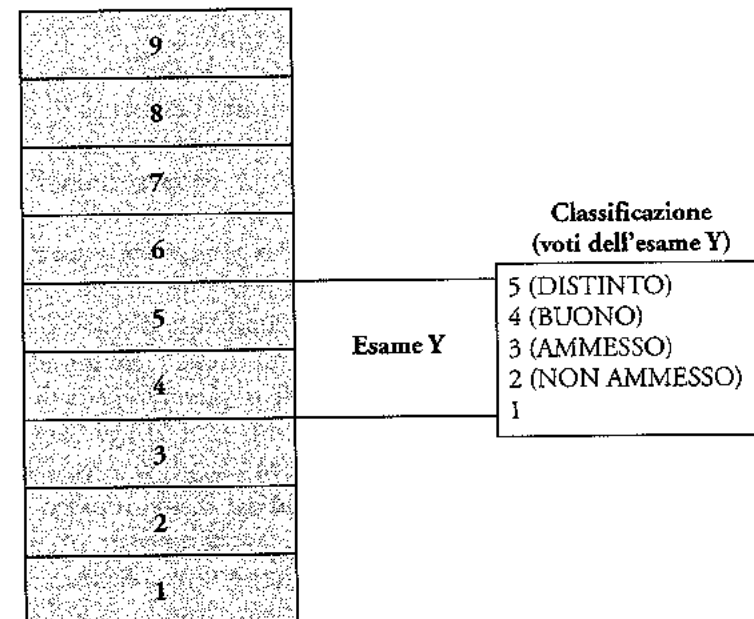 9
8
7
6
5
4
3
2
1
Esame Y
Classificazione
(voti dell'esame Y)
5 (DISTINTO)
4 (BUONO)
3 (AMMESSO)
2 (NON AMMESSO)
1